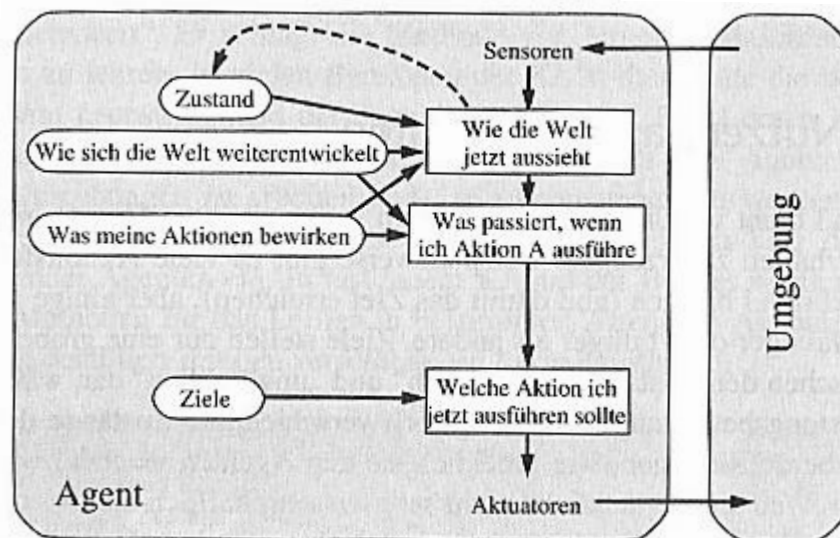 Sensoren
Zustand
Wie die Welt
jetzt aussieht
Wie sich die Welt weiterentwickelt
Was meine Aktionen bewirken
Was passiert, wenn
ich Aktion A ausführe
Umgebung
Ziele
Welche Aktion ich
jetzt ausführen sollte
Agent
Aktuatoren